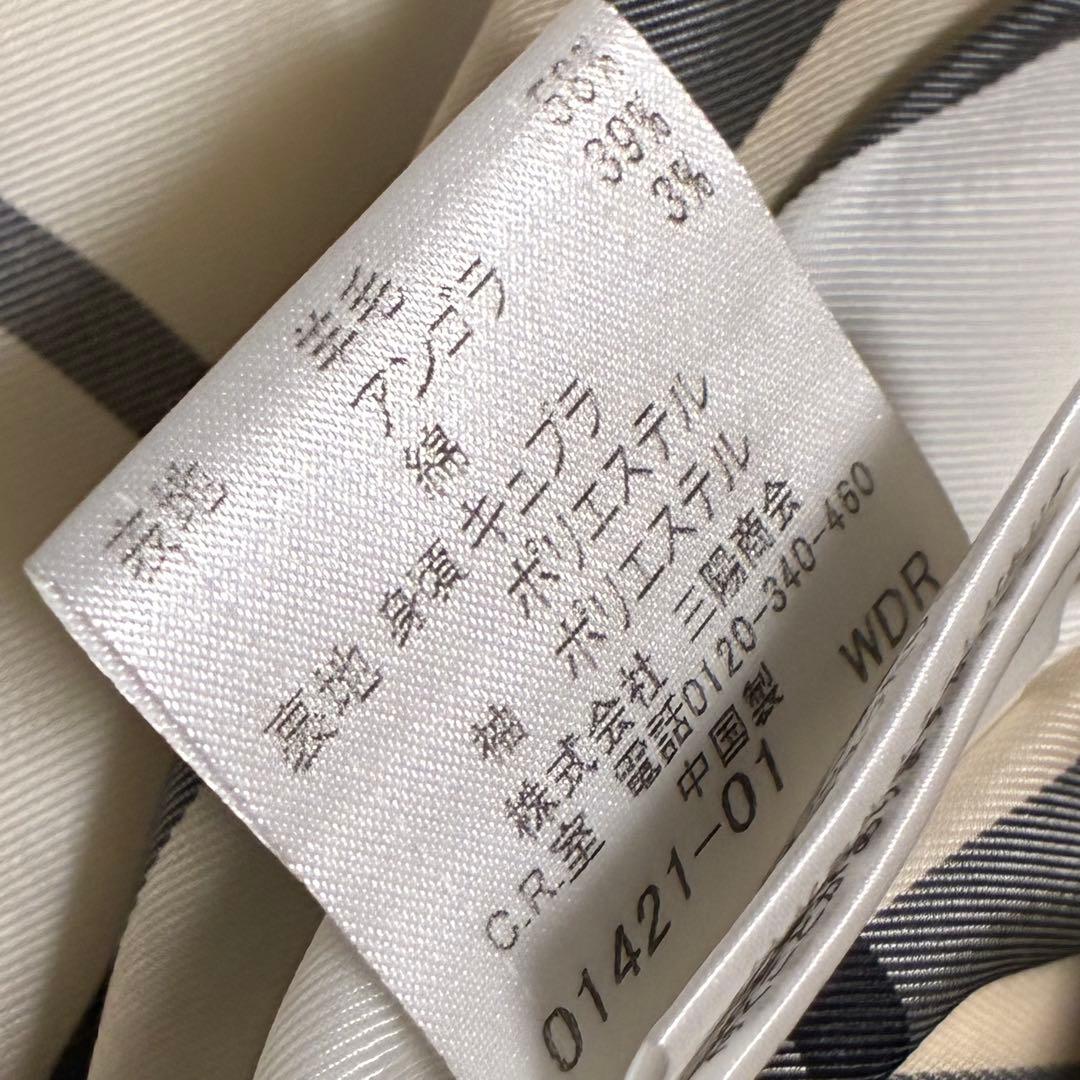 表地 羊毛 58%
アンゴラ 39%
綿 3%
裏地 身頃 キュプラ
ポリエステル
袖 ポリエステル
株式会社 三陽商会
C.R.室 電話0120-340-460
中国製
01421-01 WDR